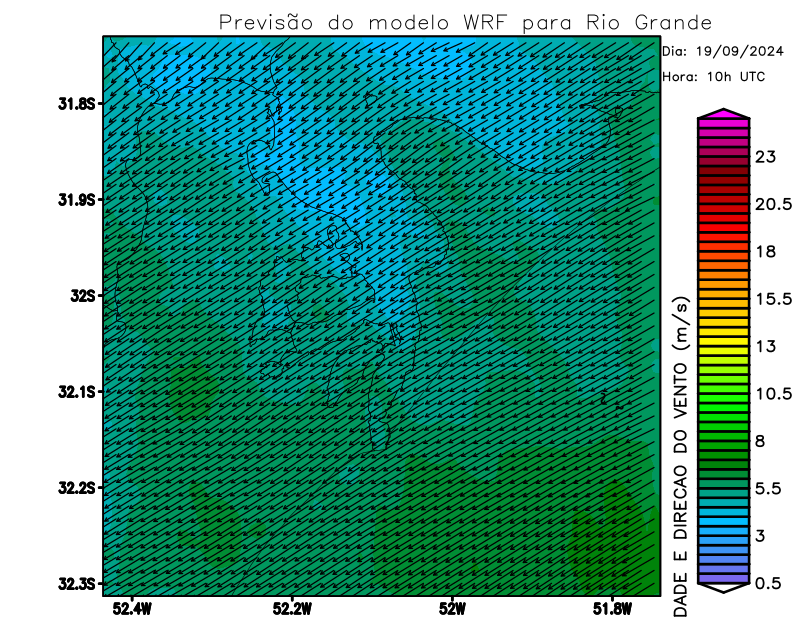 Previsão do modelo WRF para Rio Grande
Dia: 19/09/2024
Hora: 10h UTC
31.8S
31.9S
32S
32.1S
32.2S
32.3S
52.4W
52.2W
52W
51.8W
23
20.5
18
15.5
13
10.5
8
5.5
3
0.5
DADE E DIRECAO DO VENTO (m/s)